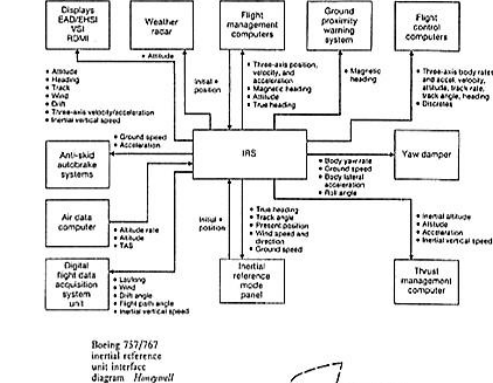 Displays
EAD/EHSI
VSI
RDMI
Weather
radar
Flight
management
computers
Ground
proximity
warning
system
Flight
control
computers
• Attitude
• Attitude
• Heading
• Track
• Wind
• Drift
• Three-axis velocity/acceleration
• Inertial vertical speed
Initial
position
• Three-axis position,
velocity, and
acceleration
• Magnetic heading
• Attitude
• True heading
• Magnetic
heading
• Three-axis body rates
and accel, velocity,
attitude, track rate,
track angle, heading
• Discretes
• Ground speed
• Acceleration
Anti-skid
autobrake
systems
IRS
• Body yaw rate
• Ground speed
• Body lateral
acceleration
• Roll angle
Yaw damper
Air data
computer
• Altitude rate
• Altitude
• TAS
Initial
position
• True heading
• Track angle
• Present position
• Wind speed and
direction
• Ground speed
• Inertial altitude
• Attitude
• Acceleration
• Inertial vertical speed
Digital
flight data
acquisition
system
unit
• Lat/long
• Wind
• Drift angle
• Flight path angle
• Inertial vertical speed
Inertial
reference
mode
panel
Thrust
management
computer
Boeing 757/767
inertial reference
unit interface
diagram Honeywell